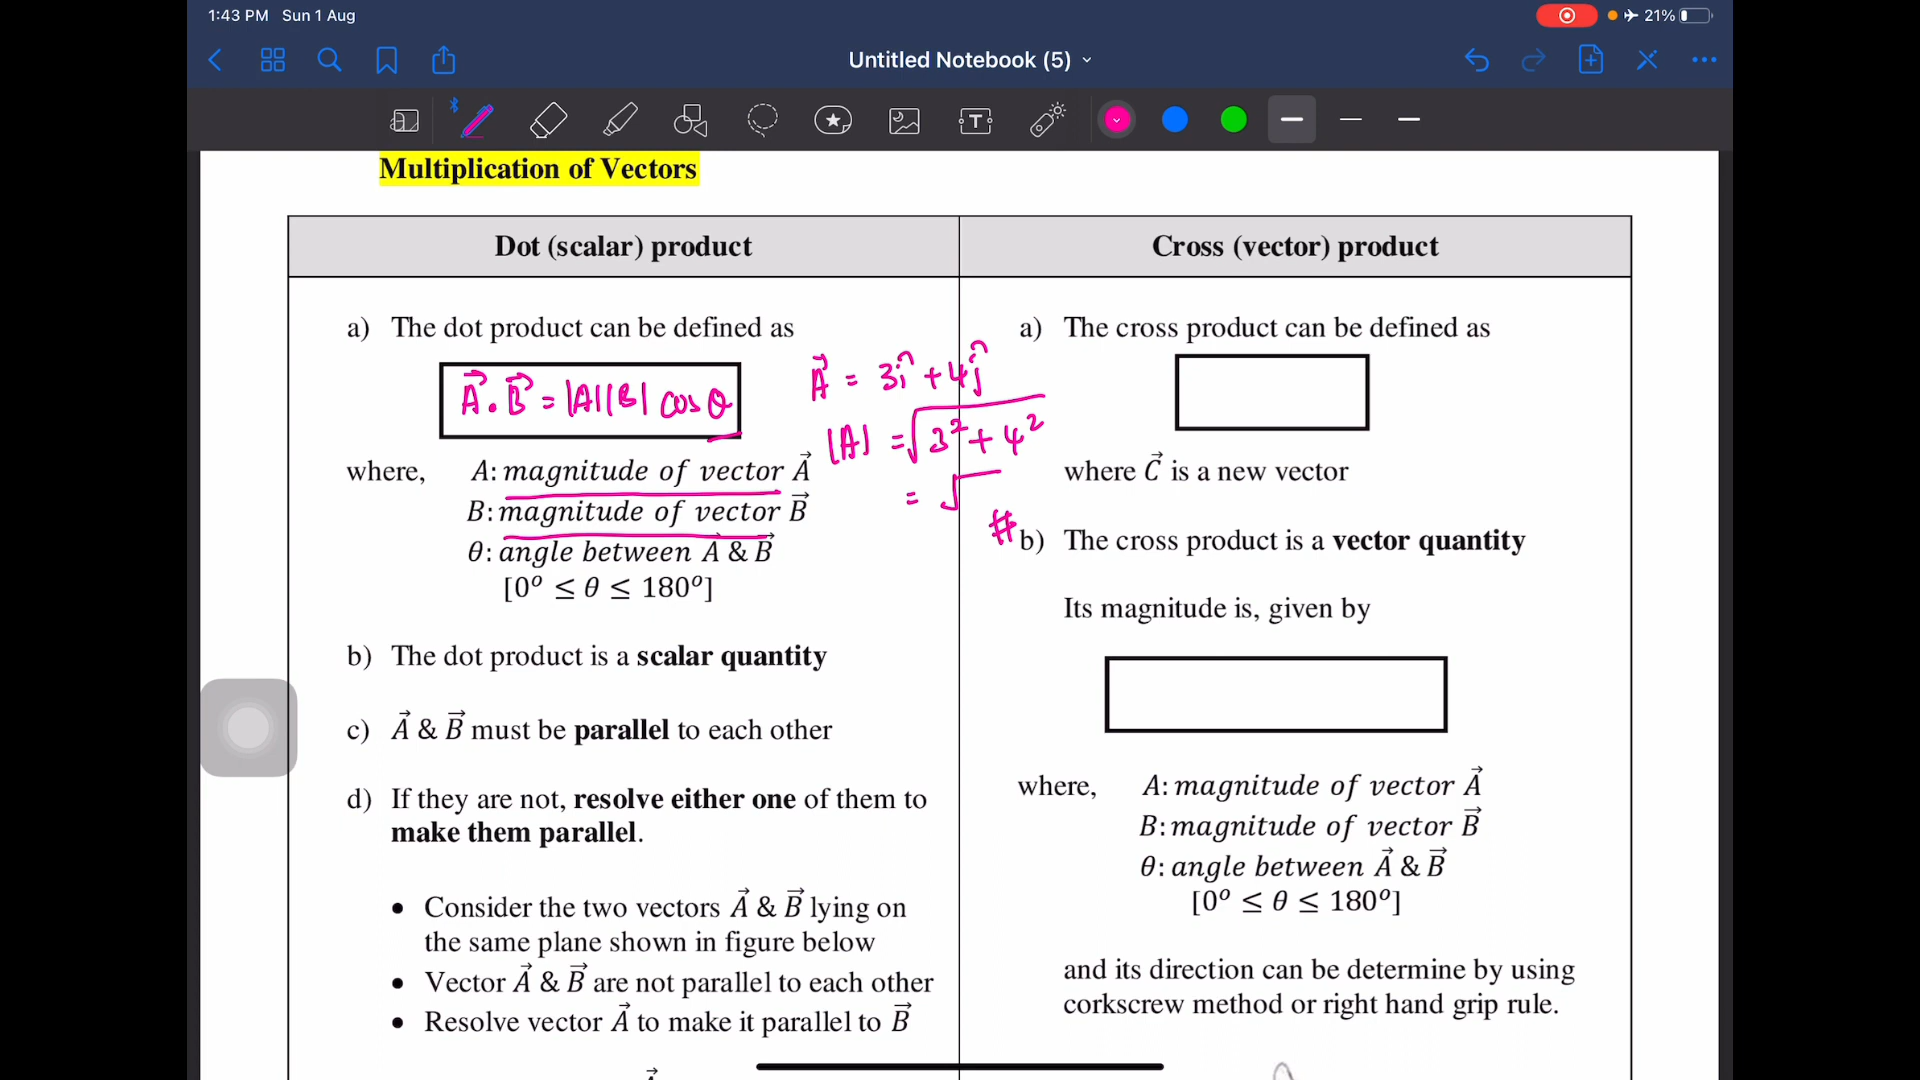 1:43 PM Sun 1 Aug
21%
Untitled Notebook (5)
Multiplication of Vectors
Dot (scalar) product
a) The dot product can be defined as
A⃗ . B⃗ = |A||B| cos θ
where, A: magnitude of vector A⃗
B: magnitude of vector B⃗
θ: angle between A⃗ & B⃗
[0° ≤ θ ≤ 180°]
b) The dot product is a scalar quantity
c) A⃗ & B⃗ must be parallel to each other
d) If they are not, resolve either one of them to
make them parallel.
• Consider the two vectors A⃗ & B⃗ lying on
the same plane shown in figure below
• Vector A⃗ & B⃗ are not parallel to each other
• Resolve vector A⃗ to make it parallel to B⃗
A⃗ = 3î + 4ĵ
|A| = √3² + 4²
= √
#
Cross (vector) product
a) The cross product can be defined as
where C⃗ is a new vector
b) The cross product is a vector quantity
Its magnitude is, given by
where, A: magnitude of vector A⃗
B: magnitude of vector B⃗
θ: angle between A⃗ & B⃗
[0° ≤ θ ≤ 180°]
and its direction can be determine by using
corkscrew method or right hand grip rule.